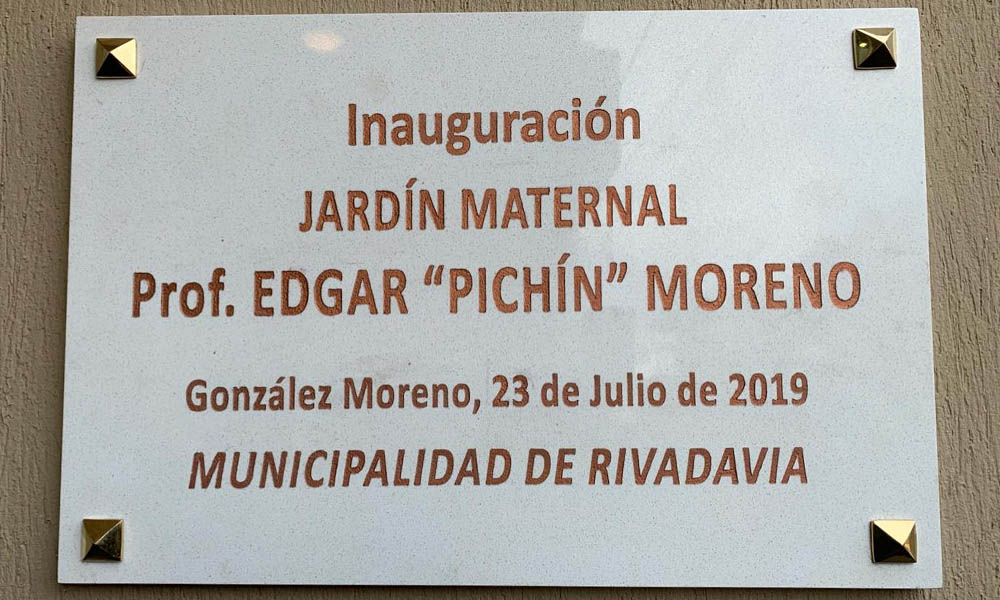 Inauguración
JARDÍN MATERNAL
Prof. EDGAR “PICHÍN” MORENO
González Moreno, 23 de Julio de 2019
MUNICIPALIDAD DE RIVADAVIA